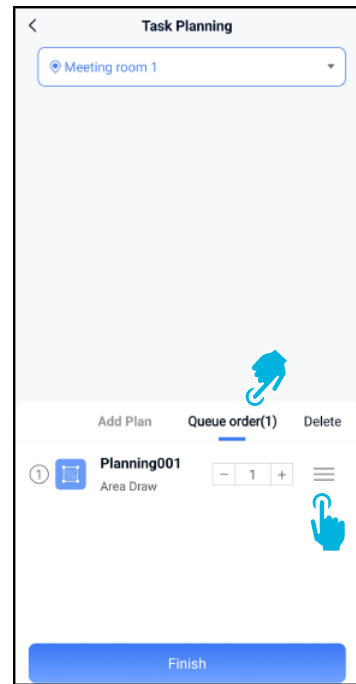 Task Planning
Meeting room 1
Add Plan Queue order(1) Delete
1 Planning001 − 1 +
Area Draw
Finish